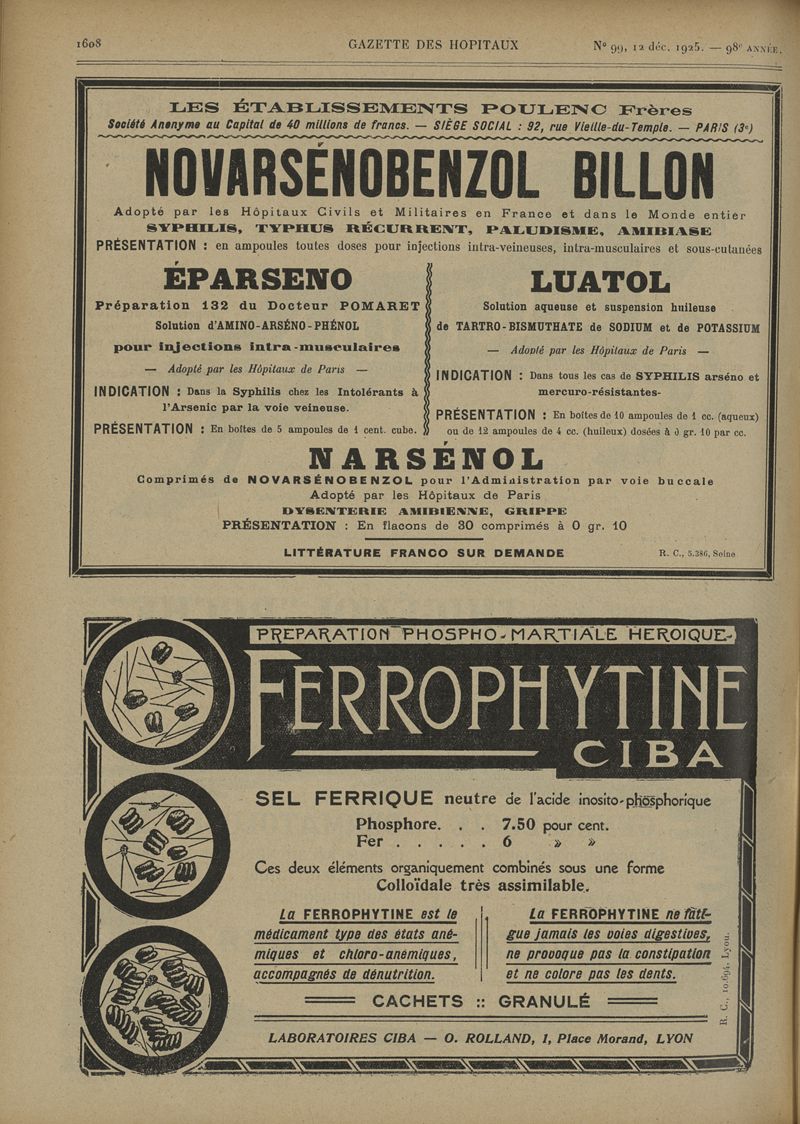 1608
GAZETTE DES HOPITAUX
N° 99, 12 déc. 1925. — 98e ANNÉE.
LES ÉTABLISSEMENTS POULENC Frères
Société Anonyme au Capital de 40 millions de francs. — SIÈGE SOCIAL : 92, rue Vieille-du-Temple. — PARIS (3e)
NOVARSÉNOBENZOL BILLON
Adopté par les Hôpitaux Civils et Militaires en France et dans le Monde entier
SYPHILIS, TYPHUS RÉCURRENT, PALUDISME, AMIBIASE
PRÉSENTATION : en ampoules toutes doses pour injections intra-veineuses, intra-musculaires et sous-cutanées
ÉPARSENO
Préparation 132 du Docteur POMARET
Solution d'AMINO-ARSÉNO-PHÉNOL
pour injections intra-musculaires
— Adopté par les Hôpitaux de Paris —
INDICATION : Dans la Syphilis chez les Intolérants à
l'Arsenic par la voie veineuse.
PRÉSENTATION : En boîtes de 5 ampoules de 1 cent. cube.
LUATOL
Solution aqueuse et suspension huileuse
de TARTRO-BISMUTHATE de SODIUM et de POTASSIUM
— Adopté par les Hôpitaux de Paris —
INDICATION : Dans tous les cas de SYPHILIS arséno et
mercuro-résistantes-
PRÉSENTATION : En boîtes de 10 ampoules de 1 cc. (aqueux)
ou de 12 ampoules de 4 cc. (huileux) dosées à 0 gr. 10 par cc.
NARSÉNOL
Comprimés de NOVARSÉNOBENZOL pour l'Administration par voie buccale
Adopté par les Hôpitaux de Paris
DYSENTERIE AMIBIENNE, GRIPPE
PRÉSENTATION : En flacons de 30 comprimés à 0 gr. 10
LITTÉRATURE FRANCO SUR DEMANDE
R. C., 5.386, Seine
PREPARATION PHOSPHO-MARTIALE HEROIQUE-
FERROPHYTINE
CIBA
SEL FERRIQUE neutre de l'acide inosito-phosphorique
Phosphore. . . 7.50 pour cent.
Fer . . . . . 6 » »
Ces deux éléments organiquement combinés sous une forme
Colloïdale très assimilable.
La FERROPHYTINE est le
médicament type des états ané-
miques et chloro-anémiques,
accompagnés de dénutrition.
La FERROPHYTINE ne fati-
gue jamais les voies digestives,
ne provoque pas la constipation
et ne colore pas les dents.
CACHETS :: GRANULÉ
R. C., 10.694. Lyon.
LABORATOIRES CIBA — O. ROLLAND, 1, Place Morand, LYON